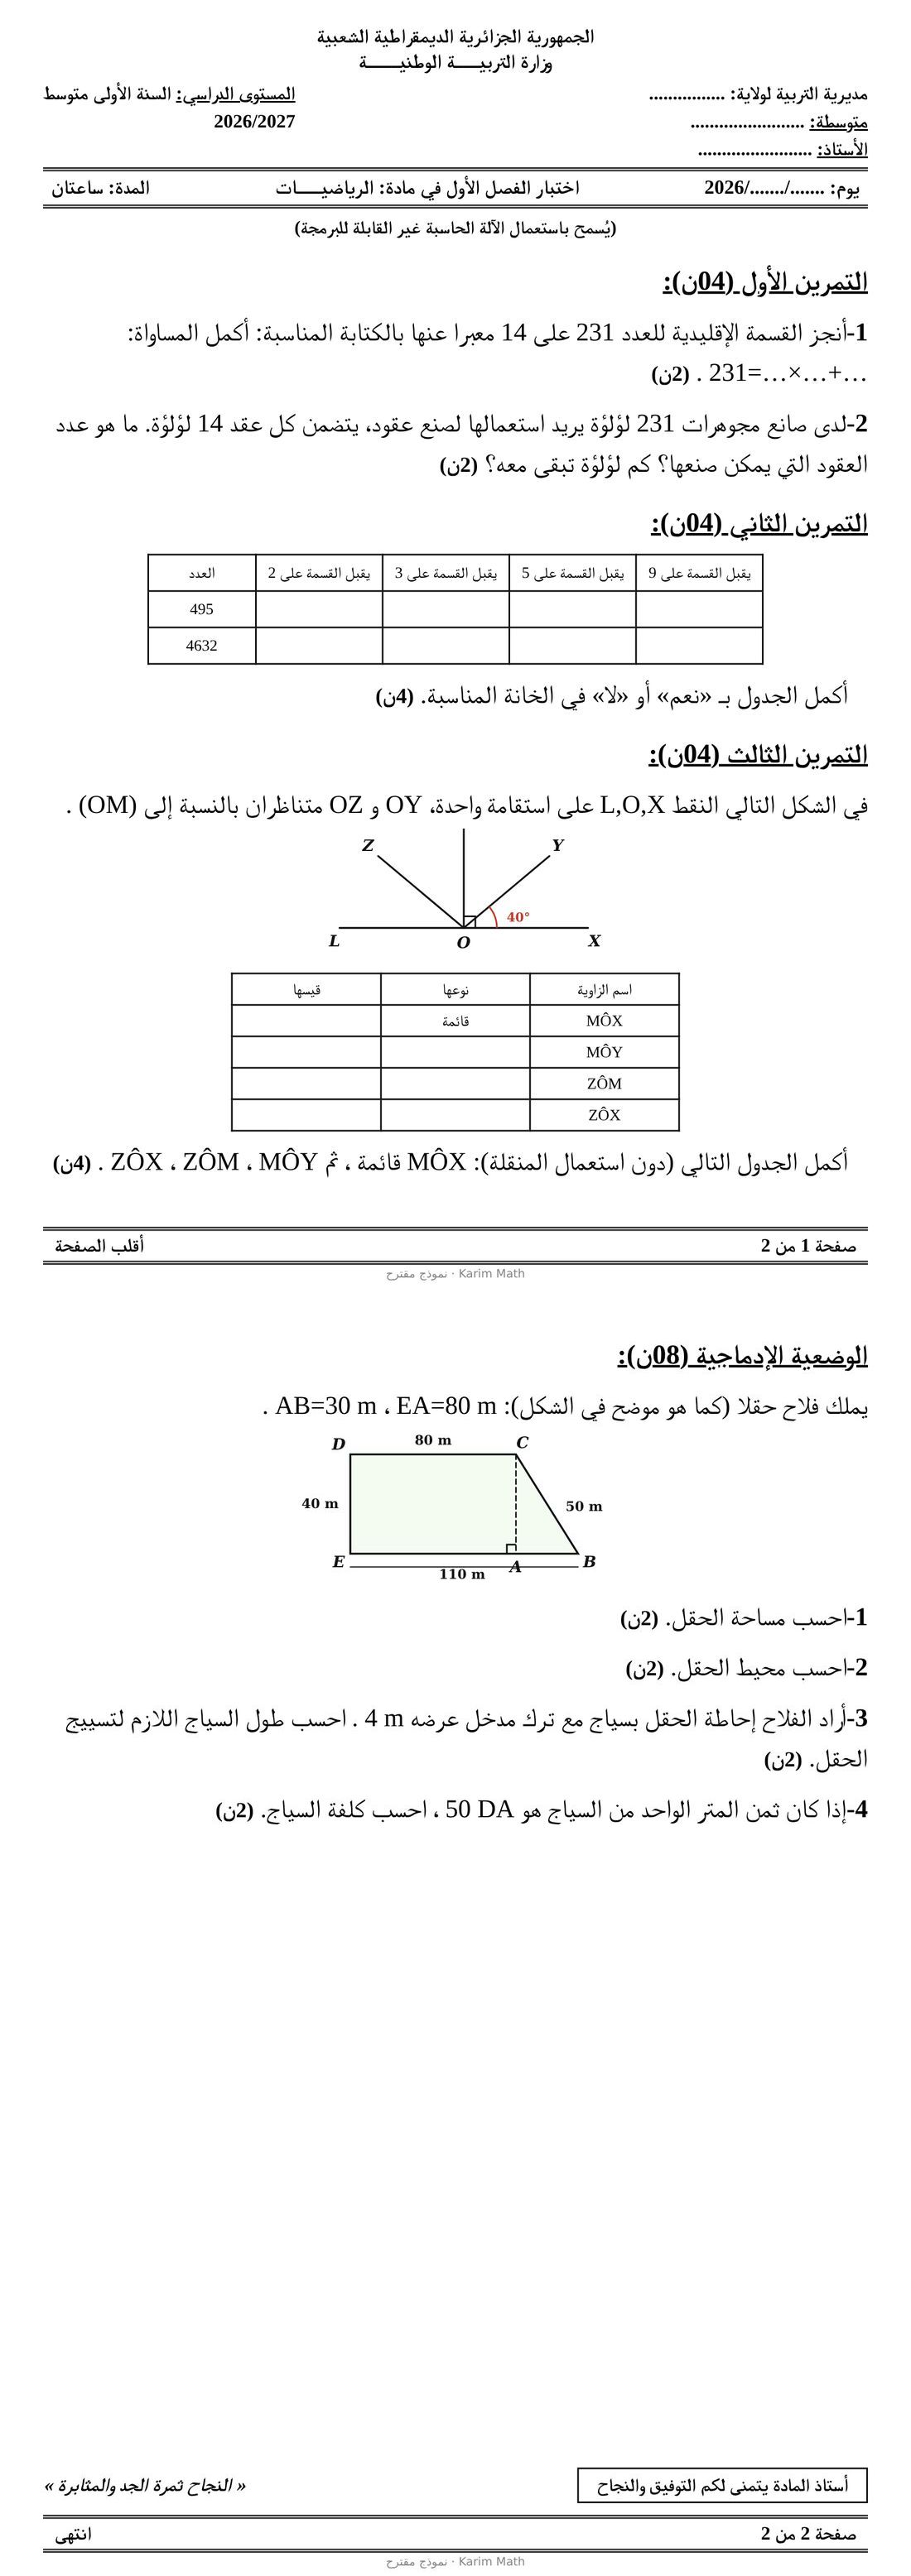 الجمهورية الجزائرية الديمقراطية الشعبية
وزارة التربيـــــة الوطنيـــــــة
مديرية التربية لولاية: ................
المستوى الدراسي: السنة الأولى متوسط
متوسطة: ........................
2026/2027
الأستاذ: ........................
يوم: ......./......./2026
اختبار الفصل الأول في مادة: الرياضيــــات
المدة: ساعتان
(يُسمح باستعمال الآلة الحاسبة غير القابلة للبرمجة)
التمرين الأول (04ن):
1-أنجز القسمة الإقليدية للعدد 231 على 14 معبرا عنها بالكتابة المناسبة: أكمل المساواة:
231=…×…+… . (2ن)
2-لدى صانع مجوهرات 231 لؤلؤة يريد استعمالها لصنع عقود، يتضمن كل عقد 14 لؤلؤة. ما هو عدد
العقود التي يمكن صنعها؟ كم لؤلؤة تبقى معه؟ (2ن)
التمرين الثاني (04ن):
العدد | يقبل القسمة على 2 | يقبل القسمة على 3 | يقبل القسمة على 5 | يقبل القسمة على 9
495
4632
أكمل الجدول بـ «نعم» أو «لا» في الخانة المناسبة. (4ن)
التمرين الثالث (04ن):
في الشكل التالي النقط L,O,X على استقامة واحدة، OY و OZ متناظران بالنسبة إلى (OM) .
Z
Y
40°
L
O
X
اسم الزاوية | نوعها | قيسها
MÔX | قائمة
MÔY
ZÔM
ZÔX
أكمل الجدول التالي (دون استعمال المنقلة): MÔX قائمة ، ثم MÔY ، ZÔM ، ZÔX . (4ن)
صفحة 1 من 2
أقلب الصفحة
نموذج مقترح · Karim Math
الوضعية الإدماجية (08ن):
يملك فلاح حقلا (كما هو موضح في الشكل): AB=30 m ، EA=80 m .
D
80 m
C
40 m
50 m
E
A
B
110 m
1-احسب مساحة الحقل. (2ن)
2-احسب محيط الحقل. (2ن)
3-أراد الفلاح إحاطة الحقل بسياج مع ترك مدخل عرضه 4 m . احسب طول السياج اللازم لتسييج
الحقل. (2ن)
4-إذا كان ثمن المتر الواحد من السياج هو 50 DA ، احسب كلفة السياج. (2ن)
أستاذ المادة يتمنى لكم التوفيق والنجاح
« النجاح ثمرة الجد والمثابرة »
صفحة 2 من 2
انتهى
نموذج مقترح · Karim Math